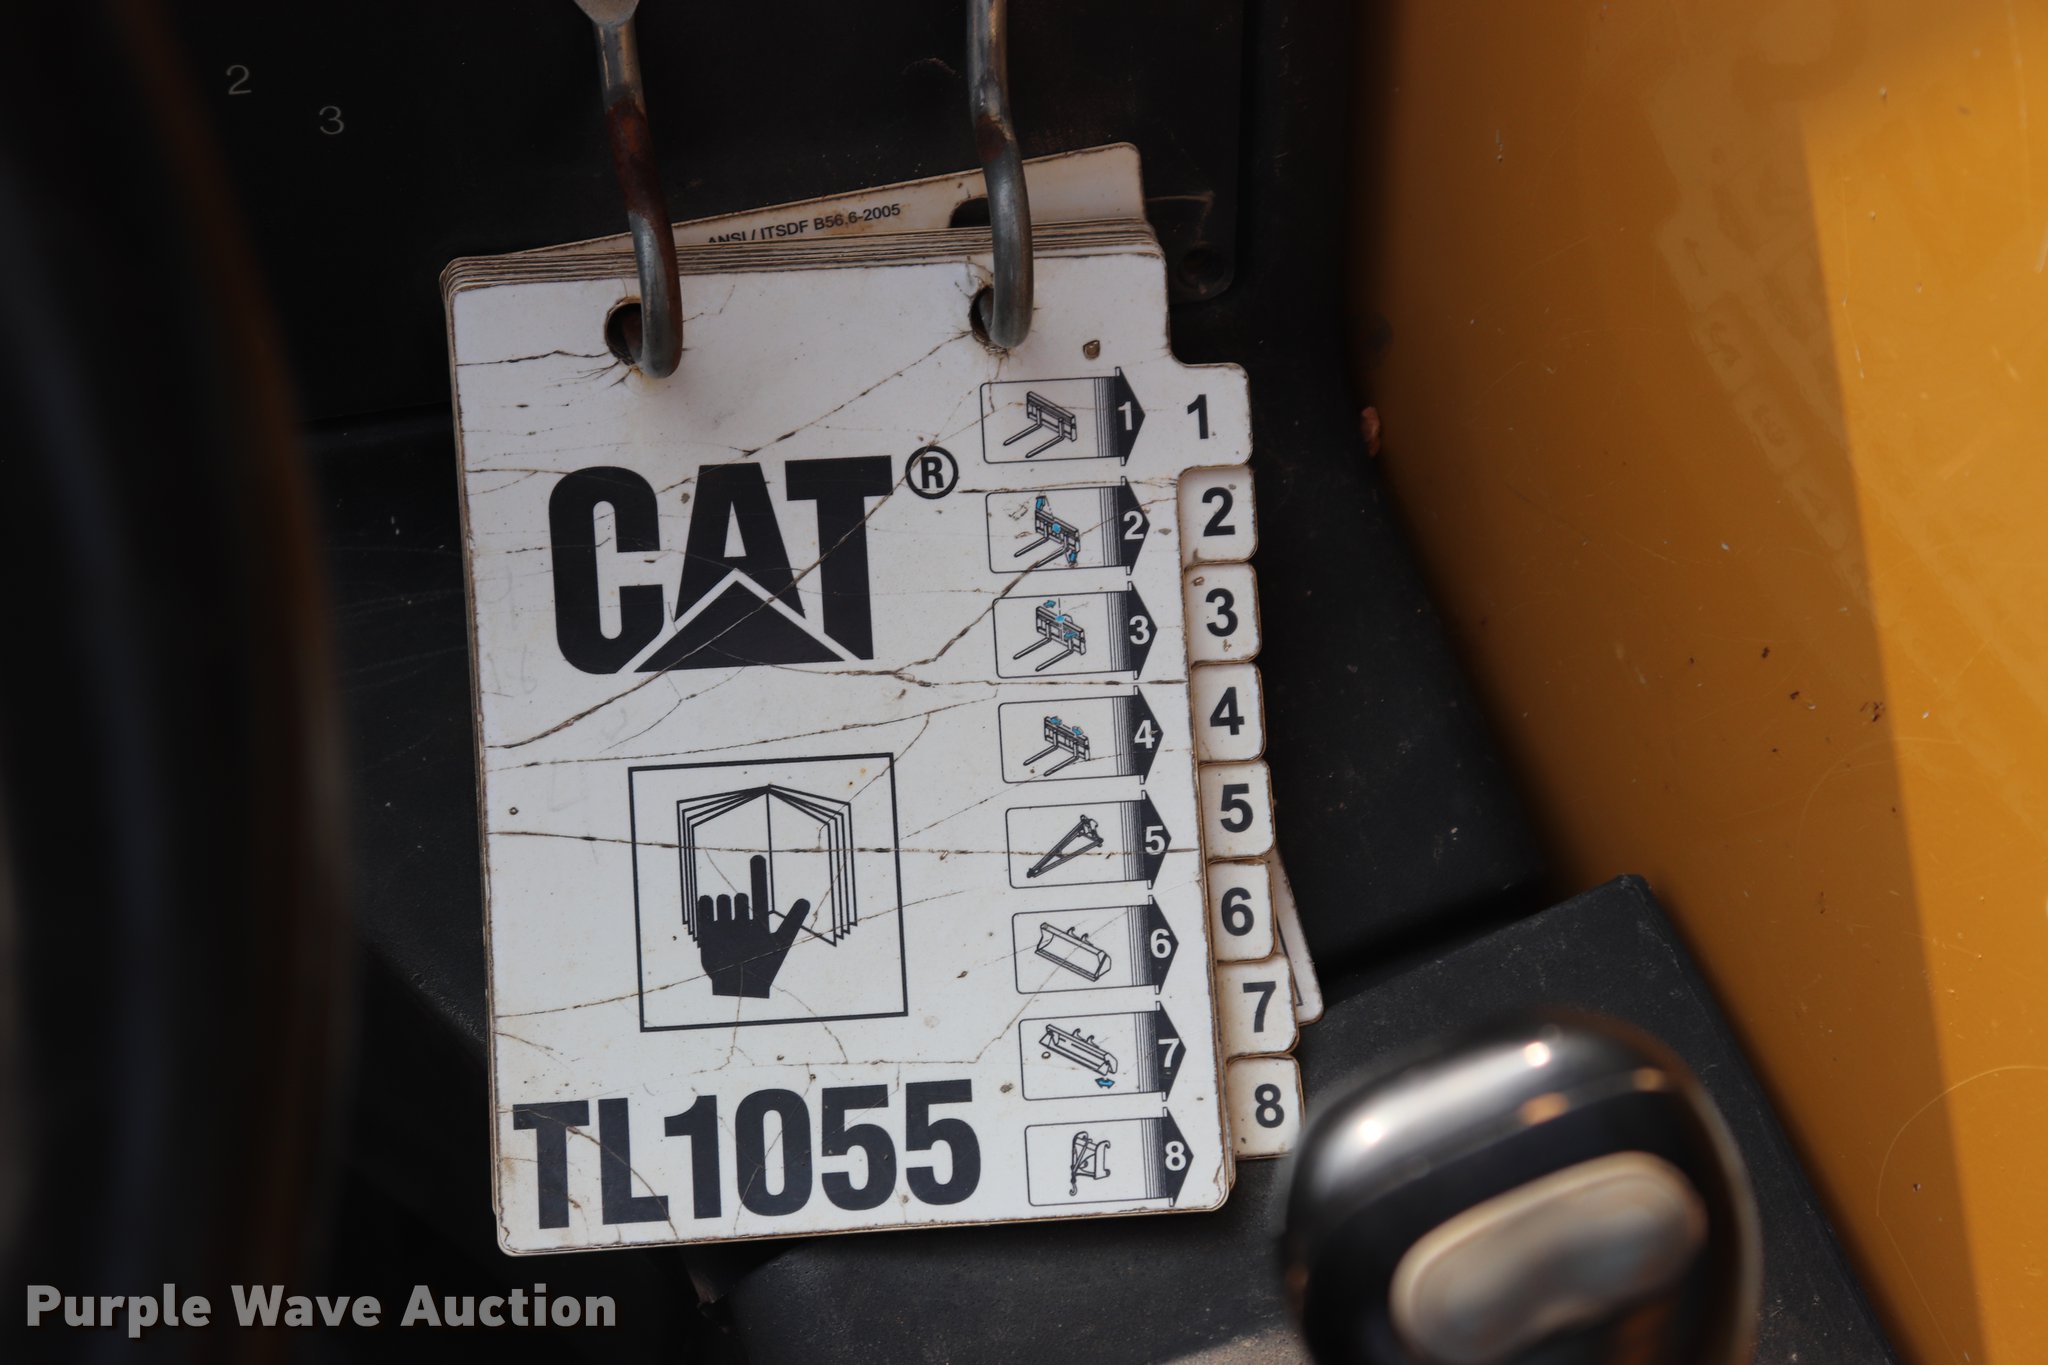 2
3
ANSI / ITSDF B56.6-2005
CAT®
TL1055
1 1
2 2
3 3
4 4
5 5
6 6
7 7
8 8
Purple Wave Auction